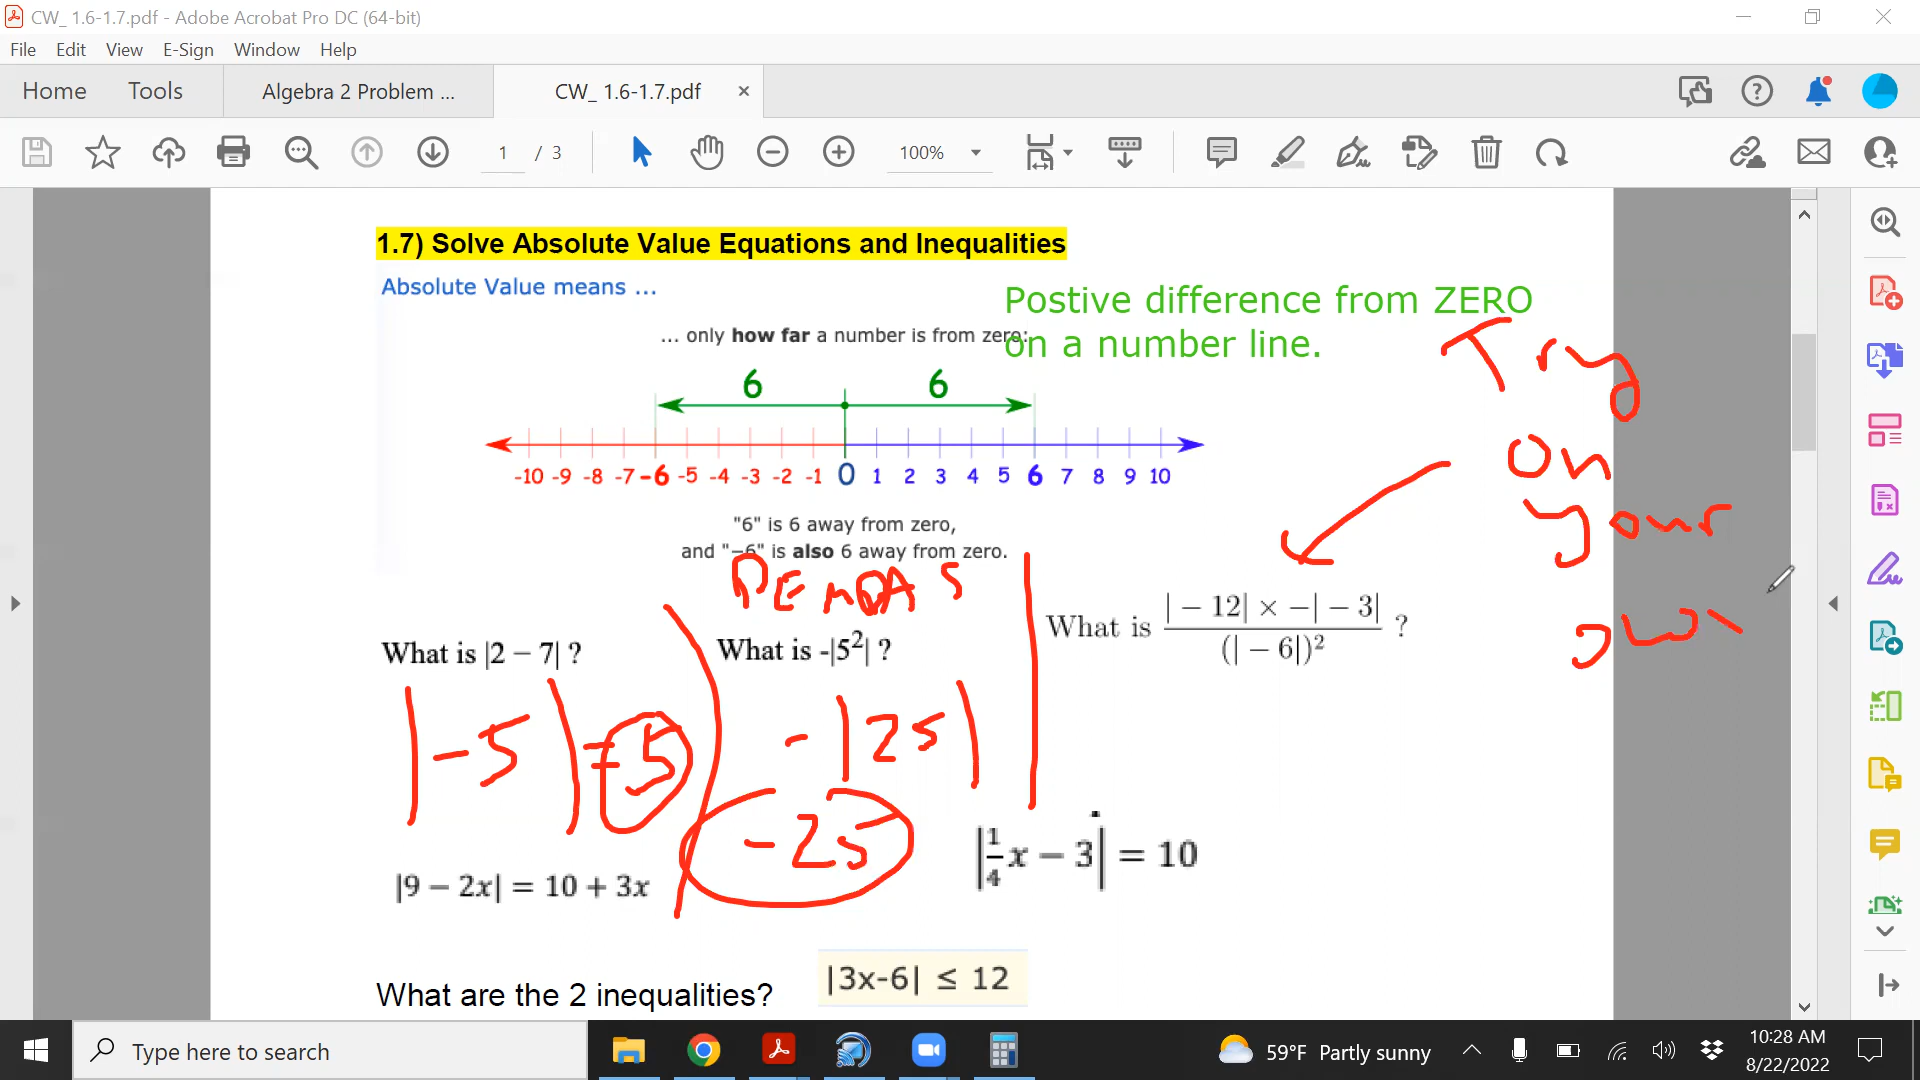 CW_ 1.6-1.7.pdf - Adobe Acrobat Pro DC (64-bit)
File Edit View E-Sign Window Help
Home Tools Algebra 2 Problem ... CW_ 1.6-1.7.pdf ×
1 / 3 100%
1.7) Solve Absolute Value Equations and Inequalities
Absolute Value means ...
Postive difference from ZERO
on a number line.
... only how far a number is from zero:
Try
on
your
own
6 6
-10 -9 -8 -7 -6 -5 -4 -3 -2 -1 0 1 2 3 4 5 6 7 8 9 10
"6" is 6 away from zero,
and "−6" is also 6 away from zero.
PEMDAS
What is |2 − 7| ?
|-5| = 5
What is -|5²| ?
-|25|
-25
What is |− 12| × −| − 3| / (| − 6|)² ?
|9 − 2x| = 10 + 3x
|1/4 x − 3| = 10
What are the 2 inequalities? |3x-6| ≤ 12
Type here to search
59°F Partly sunny
10:28 AM
8/22/2022